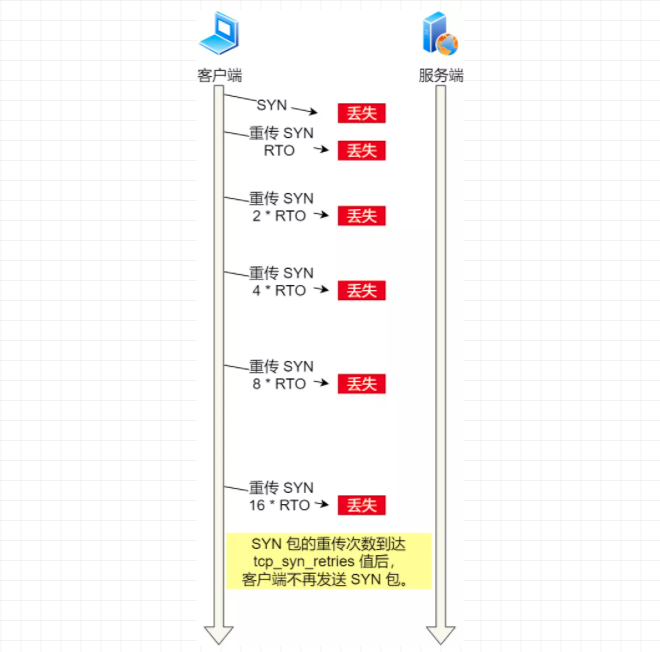 客户端
服务端
SYN
丢失
重传 SYN
RTO
丢失
重传 SYN
2 * RTO
丢失
重传 SYN
4 * RTO
丢失
重传 SYN
8 * RTO
丢失
重传 SYN
16 * RTO
丢失
SYN 包的重传次数到达
tcp_syn_retries 值后，
客户端不再发送 SYN 包。